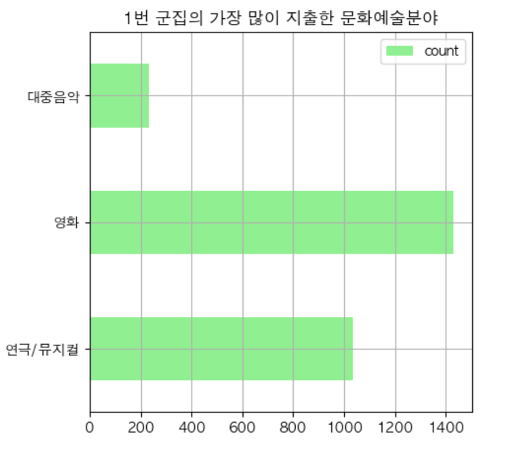 1번 군집의 가장 많이 지출한 문화예술분야
count
대중음악
영화
연극/뮤지컬
0 200 400 600 800 1000 1200 1400